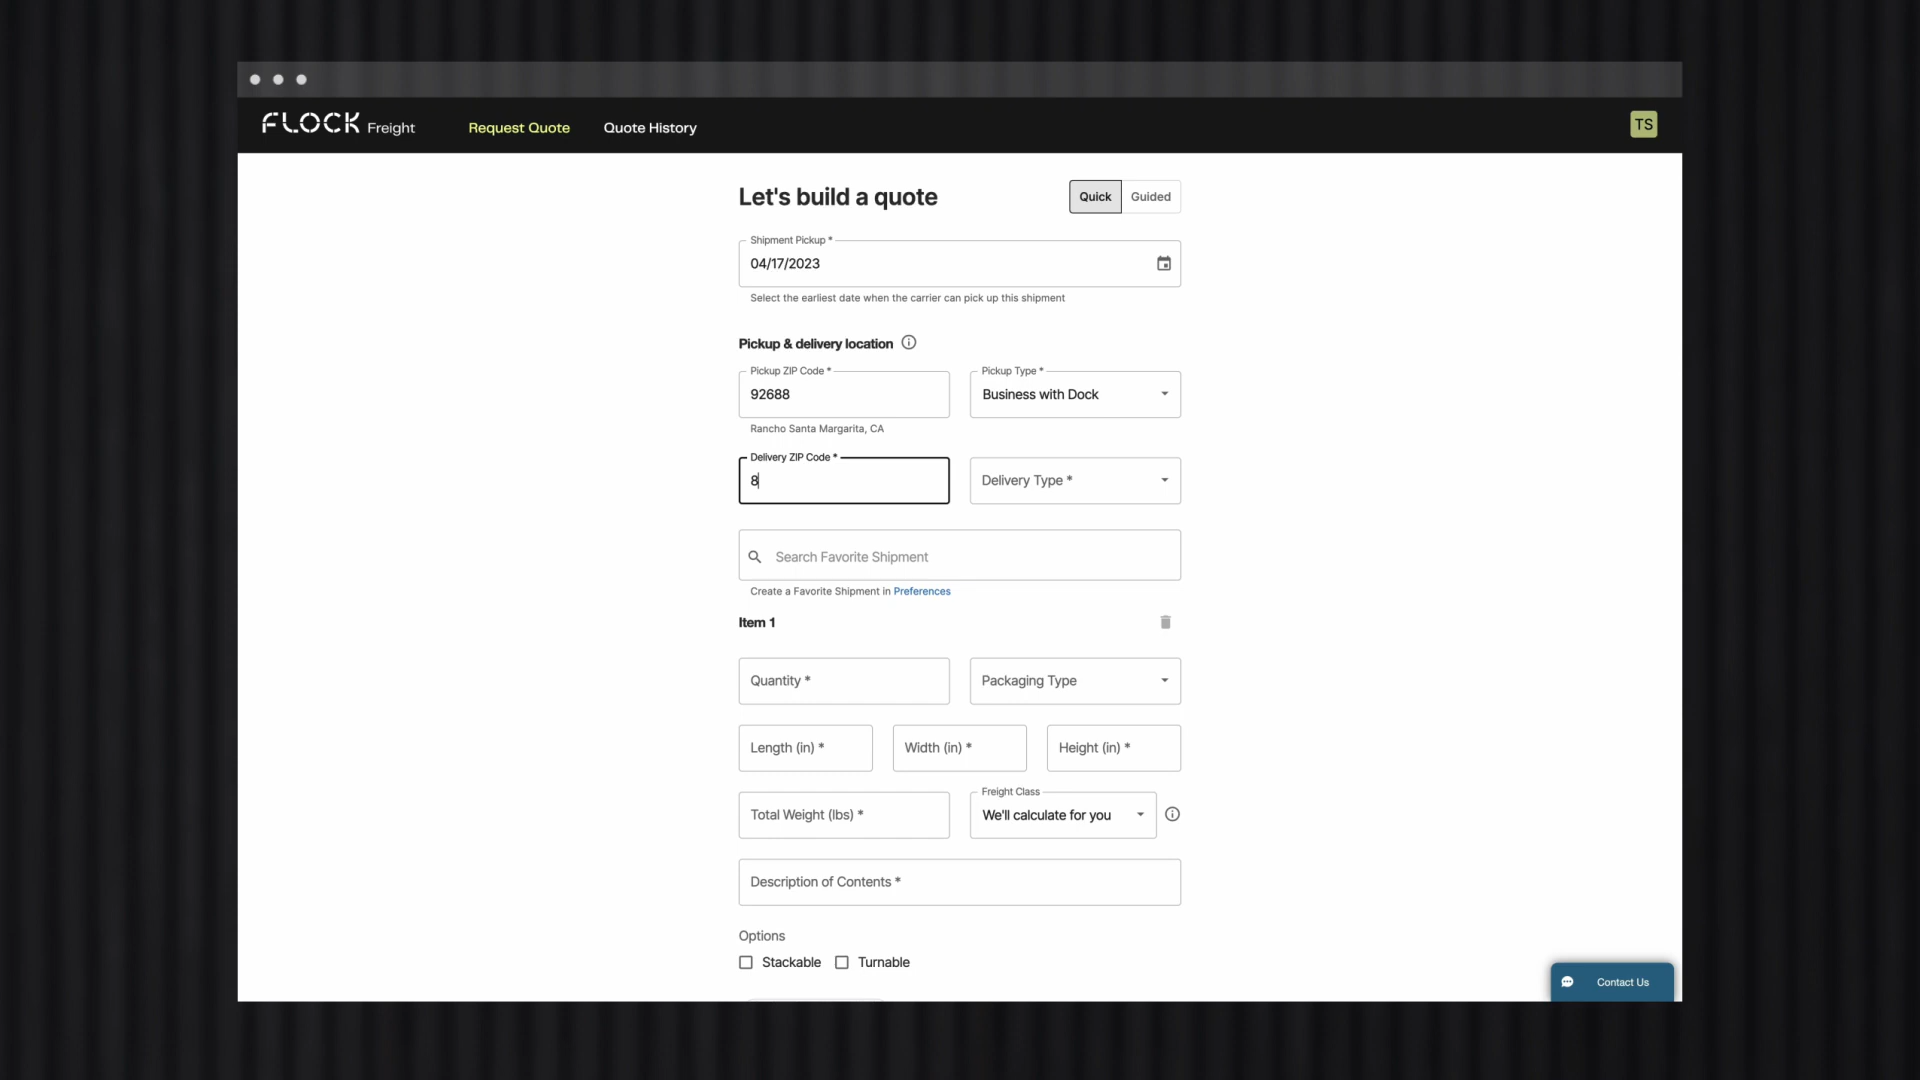 FLOCK Freight
Request Quote
Quote History
TS
Let's build a quote
Quick
Guided
Shipment Pickup *
04/17/2023
Select the earliest date when the carrier can pick up this shipment
Pickup & delivery location
Pickup ZIP Code *
92688
Pickup Type *
Business with Dock
Rancho Santa Margarita, CA
Delivery ZIP Code *
8
Delivery Type *
Search Favorite Shipment
Create a Favorite Shipment in Preferences
Item 1
Quantity *
Packaging Type
Length (in) *
Width (in) *
Height (in) *
Total Weight (lbs) *
Freight Class
We'll calculate for you
Description of Contents *
Options
Stackable
Turnable
Contact Us